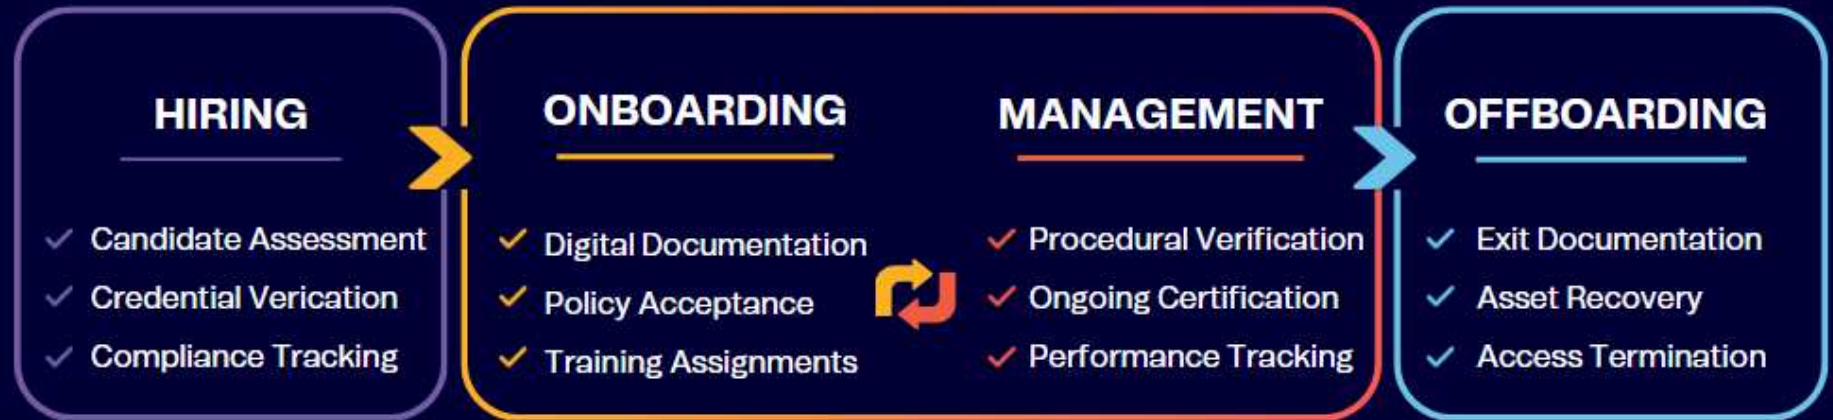 HIRING
Candidate Assessment
Credential Verication
Compliance Tracking
ONBOARDING
Digital Documentation
Policy Acceptance
Training Assignments
MANAGEMENT
Procedural Verification
Ongoing Certification
Performance Tracking
OFFBOARDING
Exit Documentation
Asset Recovery
Access Termination